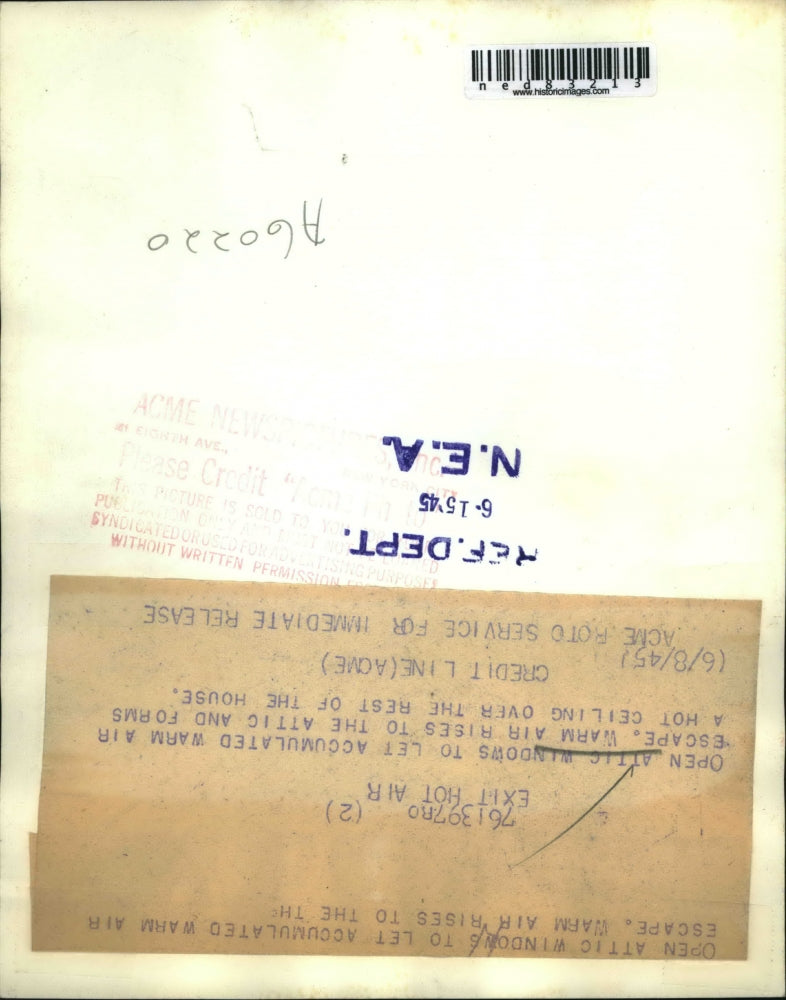 ned83213
www.historicimages.com
ACME NEWSPICTURES, Inc.
EIGHTH AVE., NEW YORK CITY
Please Credit "Acme Photo
THIS PICTURE IS SOLD TO YOU
PUBLICATION ONLY AND MUST NOT LOANED
SYNDICATED OR USED FOR ADVERTISING PURPOSES
WITHOUT WRITTEN PERMISSION
OPEN ATTIC WINDOWS TO LET ACCUMULATED WARM AIR
ESCAPE. WARM AIR RISES TO THE TH
761397RO (2)
EXIT HOT AIR
OPEN ATTIC WINDOWS TO LET ACCUMULATED WARM AIR
ESCAPE. WARM AIR RISES TO THE ATTIC AND FORMS
A HOT CEILING OVER THE REST OF THE HOUSE.
CREDIT LINE(ACME)
(6/8/45)
ACME ROTO SERVICE FOR IMMEDIATE RELEASE
REF.DEPT.
6-15-45
N.E.A.
A60220